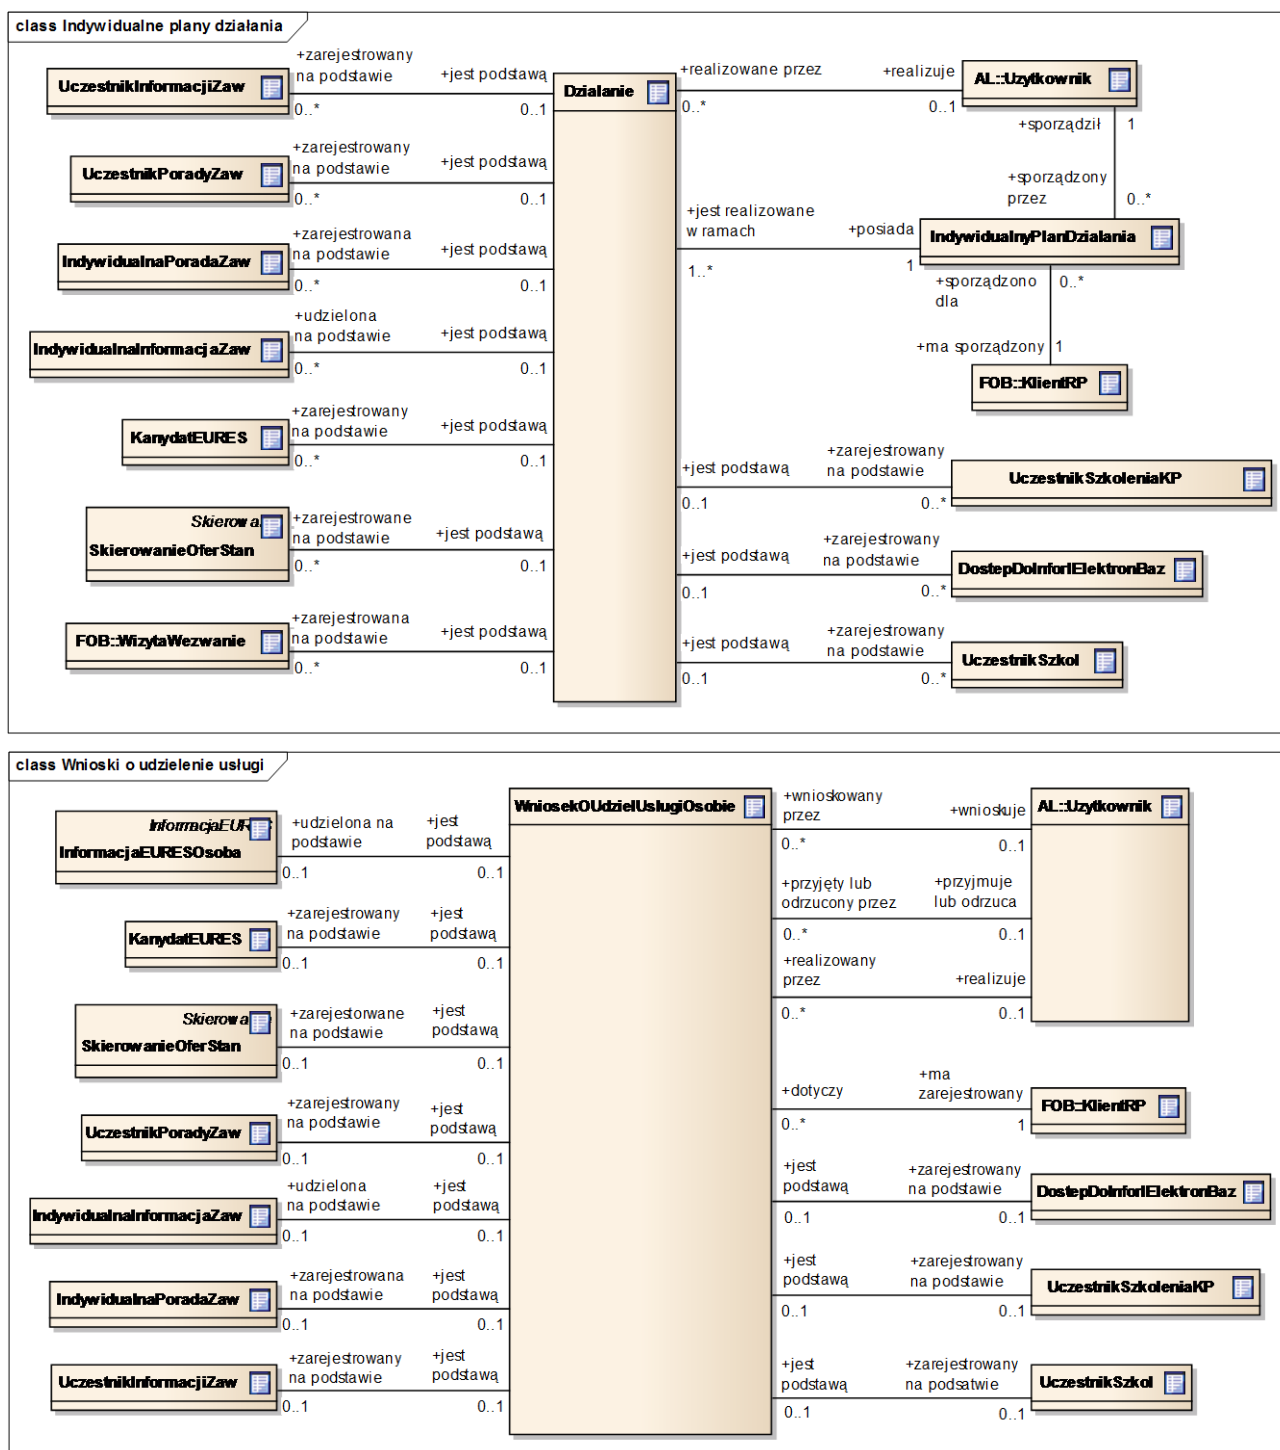 class Indywidualne plany działania
UczestnikInformacjiZaw
+zarejestrowany
na podstawie
+jest podstawą
0..*
0..1
Dzialanie
+realizowane przez
+realizuje
0..*
0..1
AL::Uzytkownik
+sporządził
1
UczestnikPoradyZaw
+zarejestrowany
na podstawie
+jest podstawą
0..*
0..1
+sporządzony
przez
0..*
+jest realizowane
w ramach
+posiada
1..*
1
IndywidualnyPlanDzialania
IndywidualnaPoradaZaw
+zarejestrowana
na podstawie
+jest podstawą
0..*
0..1
+sporządzono
dla
0..*
IndywidualnaInformacjaZaw
+udzielona
na podstawie
+jest podstawą
0..*
0..1
+ma sporządzony
1
FOB::KlientRP
KanydatEURES
+zarejestrowany
na podstawie
+jest podstawą
0..*
0..1
+jest podstawą
+zarejestrowany
na podstawie
0..1
0..*
UczestnikSzkoleniaKP
SkierowanieOferStan
+zarejestrowane
na podstawie
+jest podstawą
0..*
0..1
+jest podstawą
+zarejestrowany
na podstawie
0..1
0..*
DostepDoInforIElektronBaz
FOB::WizytaWezwanie
+zarejestrowana
na podstawie
+jest podstawą
0..*
0..1
+jest podstawą
+zarejestrowany
na podstawie
0..1
0..*
UczestnikSzkol
class Wnioski o udzielenie usługi
InformacjaEURESOsoba
+udzielona na
podstawie
+jest
podstawą
0..1
0..1
WniosekOUdzielUslugiOsobie
+wnioskowany
przez
+wnioskuje
0..*
0..1
AL::Uzytkownik
+przyjęty lub
odrzucony przez
+przyjmuje
lub odrzuca
0..*
0..1
KanydatEURES
+zarejestrowany
na podstawie
+jest
podstawą
0..1
0..1
+realizowany
przez
+realizuje
0..*
0..1
SkierowanieOferStan
+zarejestorwane
na podstawie
+jest
podstawą
0..1
0..1
+dotyczy
+ma
zarejestrowany
0..*
1
FOB::KlientRP
UczestnikPoradyZaw
+zarejestrowany
na podstawie
+jest
podstawą
0..1
0..1
+jest
podstawą
+zarejestrowany
na podstawie
0..1
0..1
DostepDoInforIElektronBaz
IndywidualnaInformacjaZaw
+udzielona
na podstawie
+jest
podstawą
0..1
0..1
+jest
podstawą
+zarejestrowany
na podstawie
0..1
0..1
UczestnikSzkoleniaKP
IndywidualnaPoradaZaw
+zarejestrowana
na podstawie
+jest
podstawą
0..1
0..1
UczestnikInformacjiZaw
+zarejestrowany
na podstawie
+jest
podstawą
0..1
0..1
+jest
podstawą
+zarejestrowany
na podsatwie
0..1
0..1
UczestnikSzkol